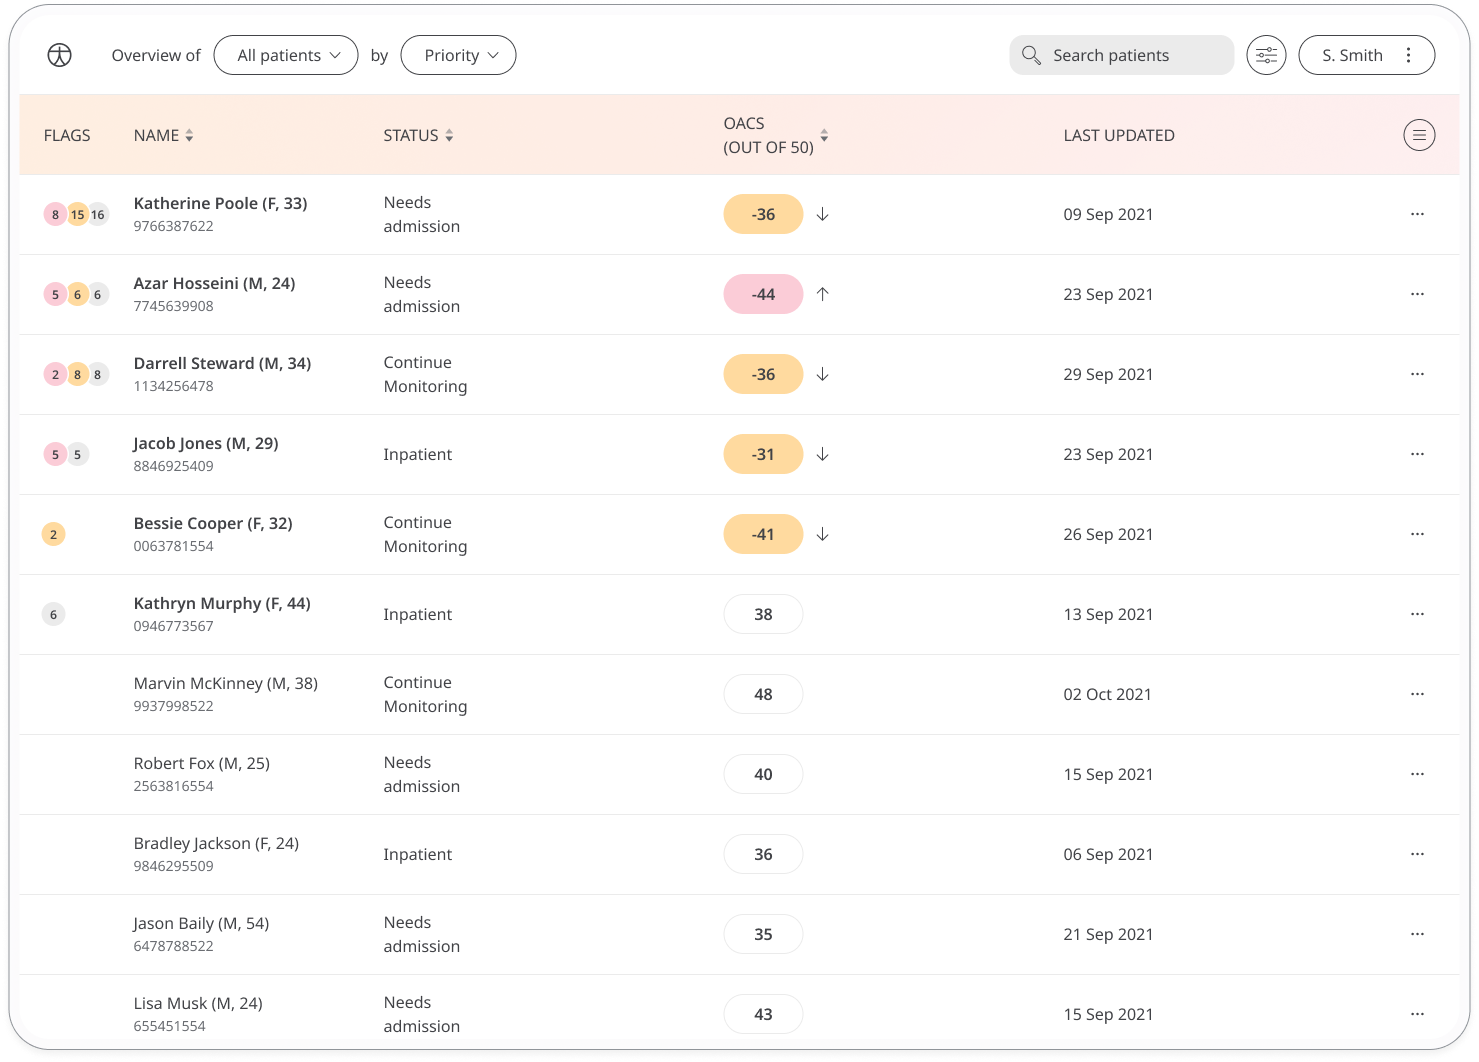 Overview of All patients by Priority Search patients S. Smith
FLAGS NAME STATUS OACS (OUT OF 50) LAST UPDATED
8 15 16 Katherine Poole (F, 33) Needs admission -36 09 Sep 2021
9766387622
5 6 6 Azar Hosseini (M, 24) Needs admission -44 23 Sep 2021
7745639908
2 8 8 Darrell Steward (M, 34) Continue Monitoring -36 29 Sep 2021
1134256478
5 5 Jacob Jones (M, 29) Inpatient -31 23 Sep 2021
8846925409
2 Bessie Cooper (F, 32) Continue Monitoring -41 26 Sep 2021
0063781554
6 Kathryn Murphy (F, 44) Inpatient 38 13 Sep 2021
0946773567
Marvin McKinney (M, 38) Continue Monitoring 48 02 Oct 2021
9937998522
Robert Fox (M, 25) Needs admission 40 15 Sep 2021
2563816554
Bradley Jackson (F, 24) Inpatient 36 06 Sep 2021
9846295509
Jason Baily (M, 54) Needs admission 35 21 Sep 2021
6478788522
Lisa Musk (M, 24) Needs admission 43 15 Sep 2021
655451554